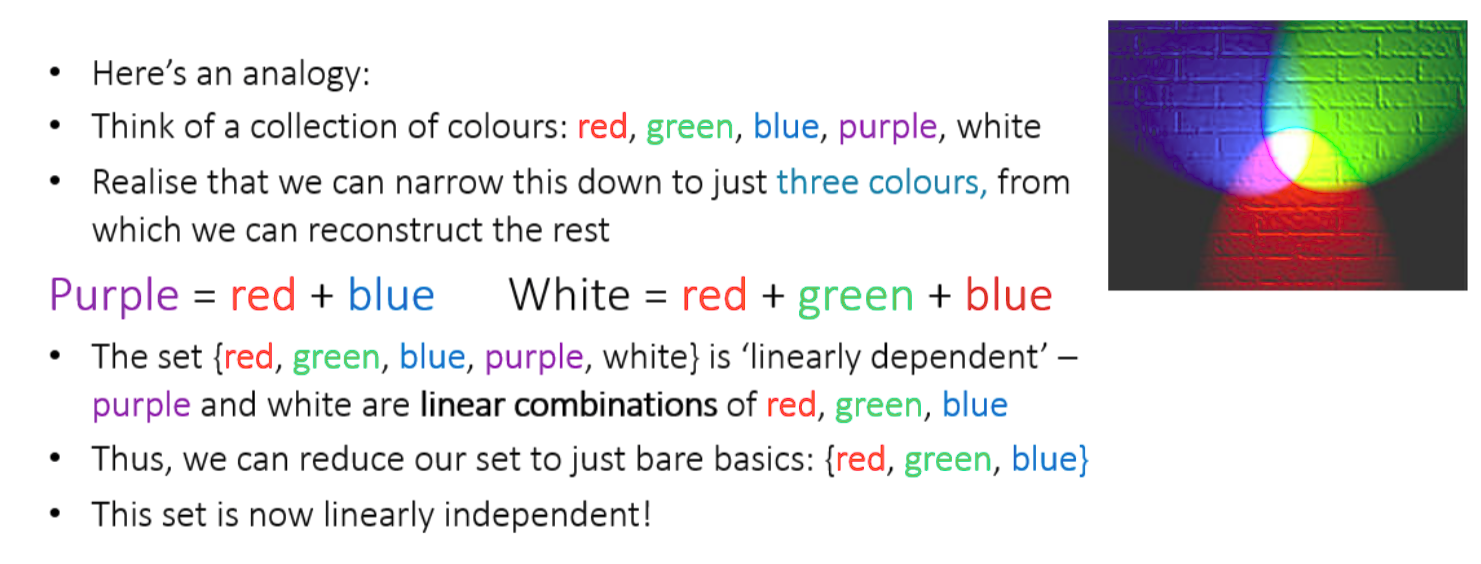 • Here’s an analogy:
• Think of a collection of colours: red, green, blue, purple, white
• Realise that we can narrow this down to just three colours, from
which we can reconstruct the rest
Purple = red + blue White = red + green + blue
• The set {red, green, blue, purple, white} is ‘linearly dependent’ –
purple and white are linear combinations of red, green, blue
• Thus, we can reduce our set to just bare basics: {red, green, blue}
• This set is now linearly independent!